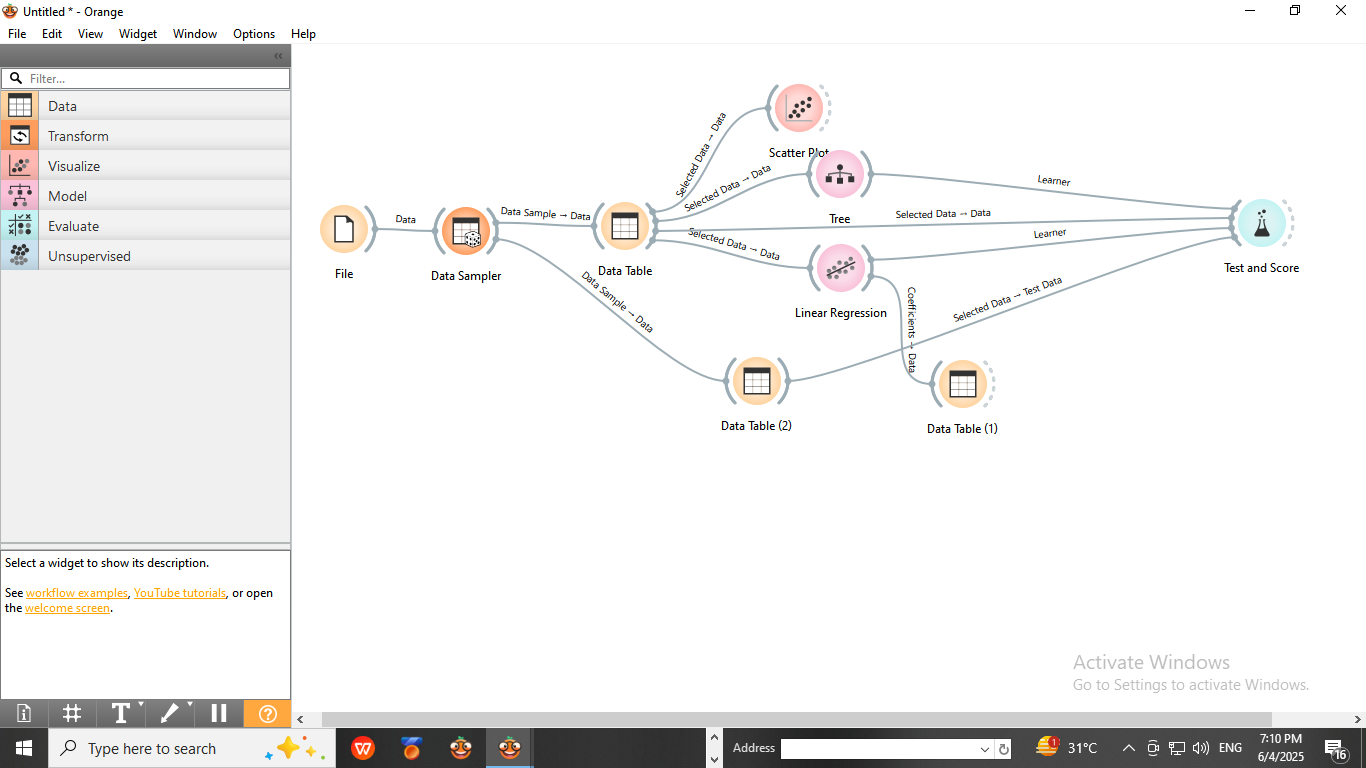 Untitled * - Orange
File Edit View Widget Window Options Help
Filter...
Data
Transform
Visualize
Model
Evaluate
Unsupervised
Select a widget to show its description.
See workflow examples, YouTube tutorials, or open
the welcome screen.
Selected Data → Data
Scatter Plot
Selected Data → Data
Learner
Tree
Data
Data Sample → Data
Selected Data → Data
Selected Data → Data
Learner
File
Data Sampler
Data Table
Test and Score
Data Sample → Data
Linear Regression
Coefficients → Data
Selected Data → Test Data
Data Table (2)
Data Table (1)
Activate Windows
Go to Settings to activate Windows.
Type here to search
Address
1
31°C
ENG
7:10 PM
6/4/2025
16